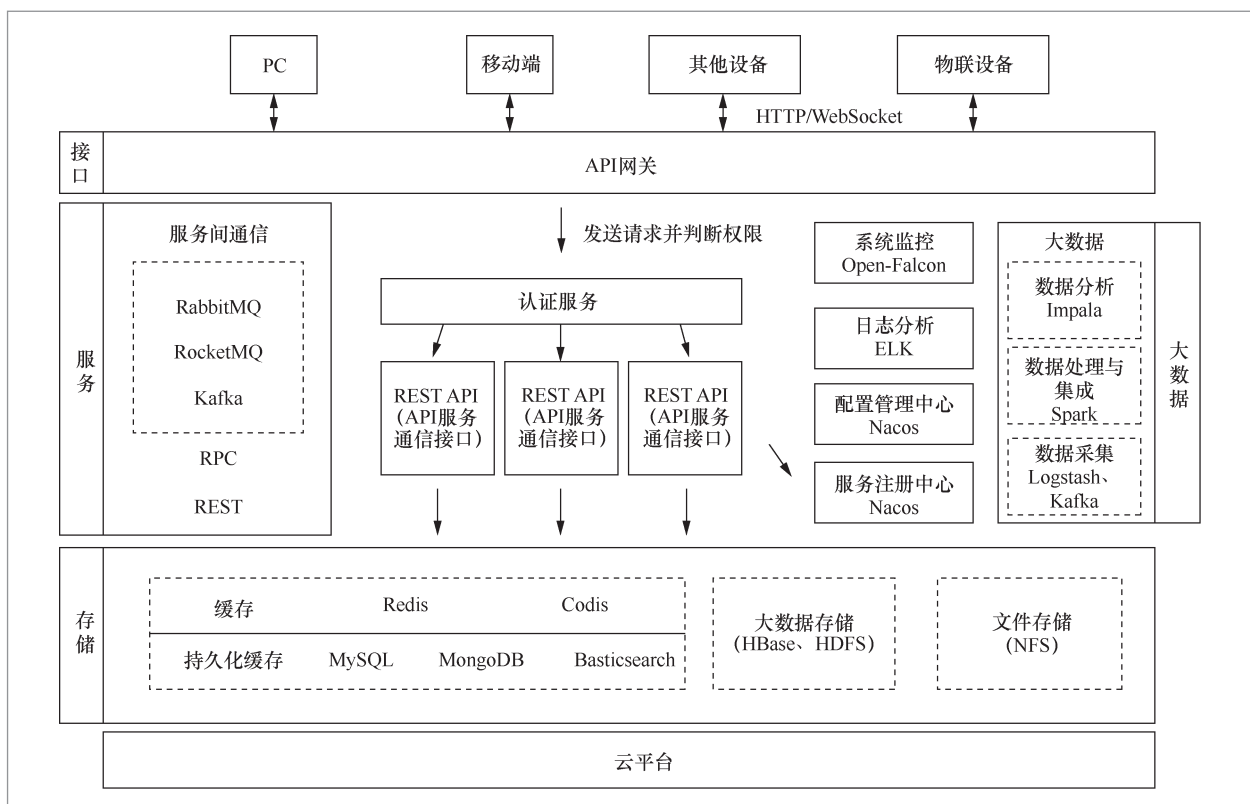 PC
移动端
其他设备
物联设备
HTTP/WebSocket
接
口
API网关
服
务
服务间通信
RabbitMQ
RocketMQ
Kafka
RPC
REST
发送请求并判断权限
认证服务
REST API
（API服务
通信接口）
REST API
（API服务
通信接口）
REST API
（API服务
通信接口）
系统监控
Open-Falcon
日志分析
ELK
配置管理中心
Nacos
服务注册中心
Nacos
大数据
数据分析
Impala
数据处理与
集成
Spark
数据采集
Logstash、
Kafka
大
数
据
存
储
缓存
Redis
Codis
持久化缓存
MySQL
MongoDB
Basticsearch
大数据存储
（HBase、HDFS）
文件存储
（NFS）
云平台